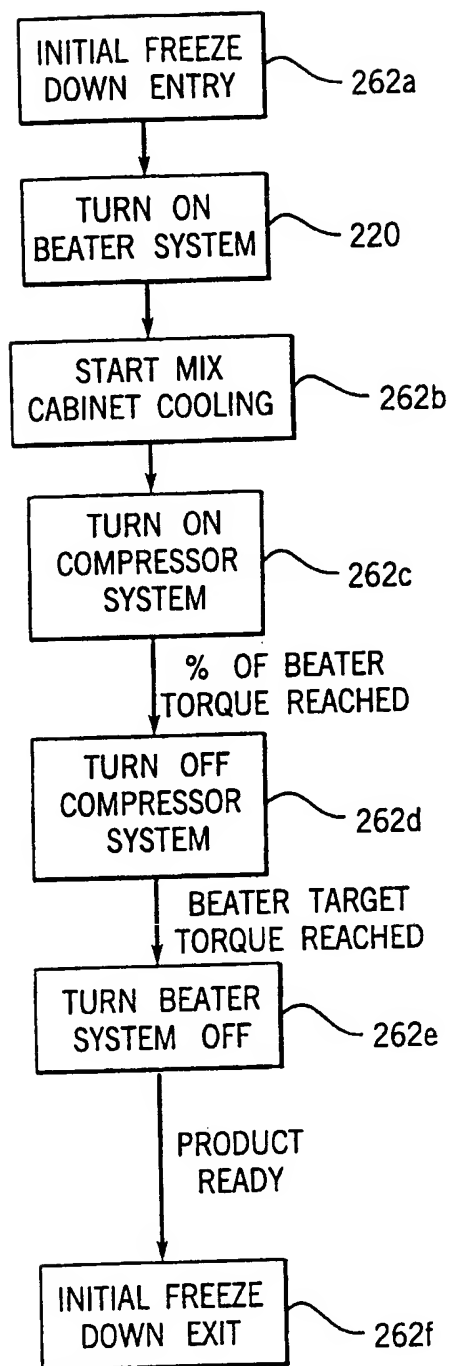 INITIAL FREEZE
DOWN ENTRY
262a
TURN ON
BEATER SYSTEM
220
START MIX
CABINET COOLING
262b
TURN ON
COMPRESSOR
SYSTEM
262c
% OF BEATER
TORQUE REACHED
TURN OFF
COMPRESSOR
SYSTEM
262d
BEATER TARGET
TORQUE REACHED
TURN BEATER
SYSTEM OFF
262e
PRODUCT
READY
INITIAL FREEZE
DOWN EXIT
262f